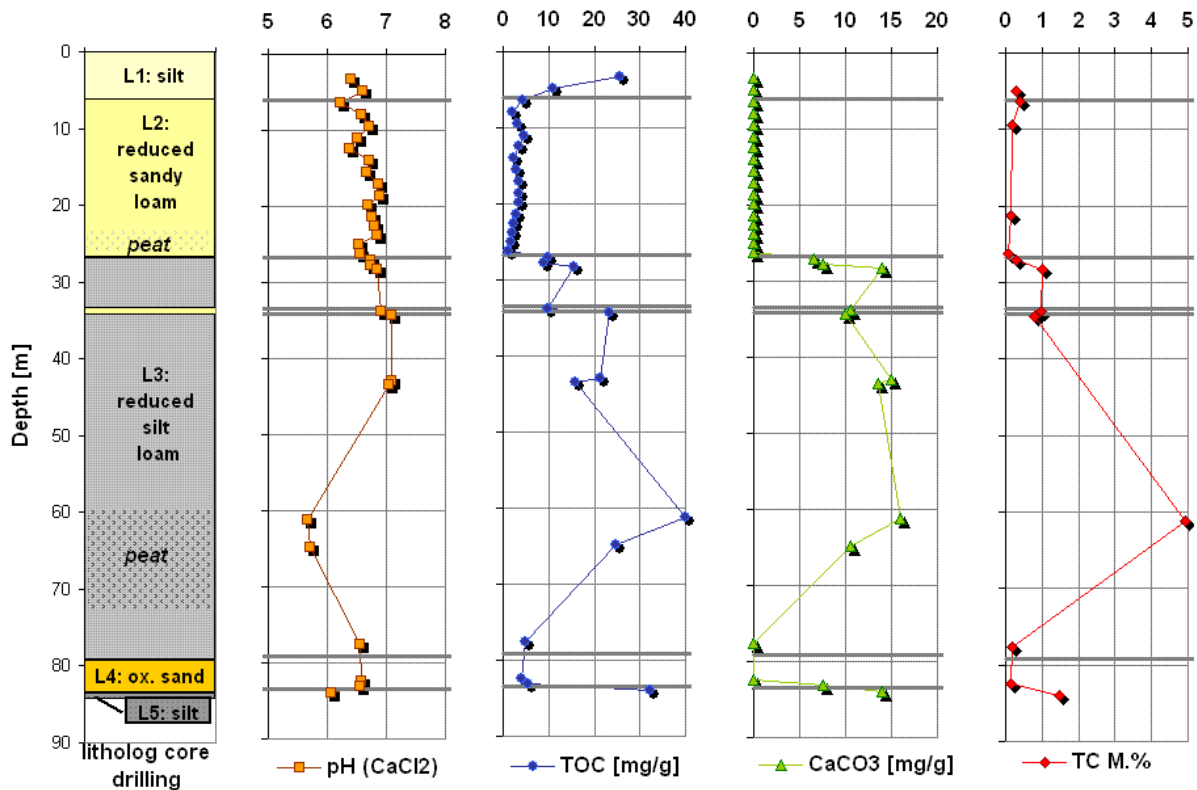 5 6 7 8
0 10 20 30 40
0 5 10 15 20
0 1 2 3 4 5
Depth [m]
0
10
20
30
40
50
60
70
80
90
L1: silt
L2:
reduced
sandy
loam
peat
L3:
reduced
silt
loam
peat
L4: ox. sand
L5: silt
litholog core
drilling
pH (CaCl2)
TOC [mg/g]
CaCO3 [mg/g]
TC M.%